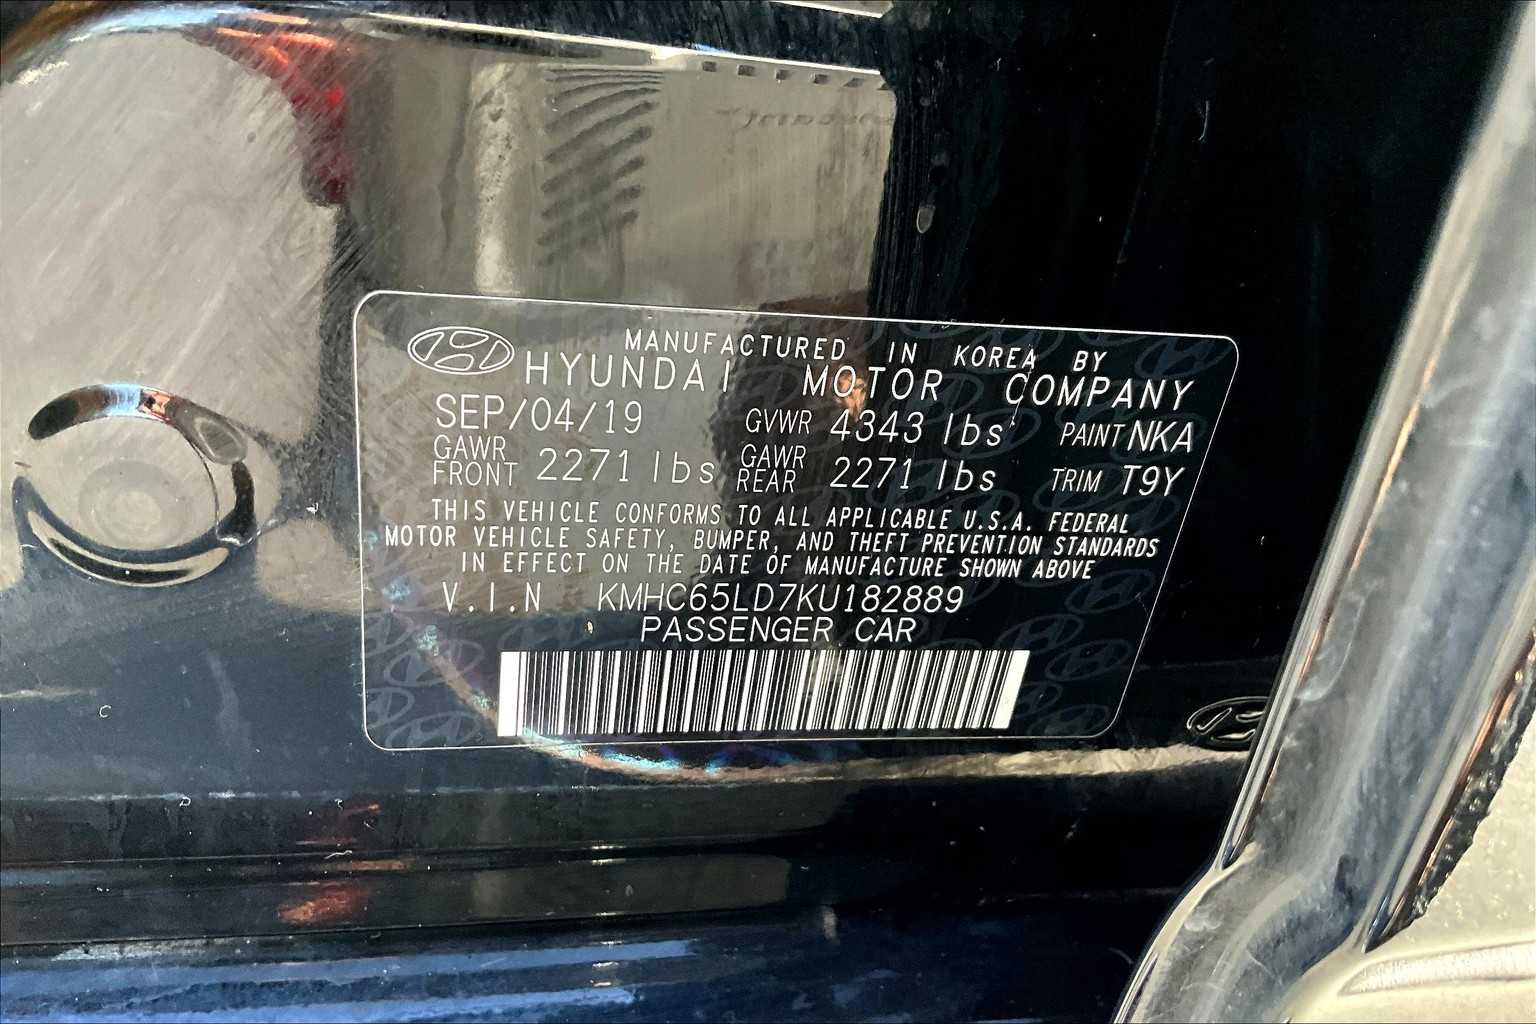 MANUFACTURED IN KOREA BY
HYUNDAI MOTOR COMPANY
SEP/04/19 GVWR 4343 lbs PAINT NKA
GAWR FRONT 2271 lbs GAWR REAR 2271 lbs TRIM T9Y
THIS VEHICLE CONFORMS TO ALL APPLICABLE U.S.A. FEDERAL
MOTOR VEHICLE SAFETY, BUMPER, AND THEFT PREVENTION STANDARDS
IN EFFECT ON THE DATE OF MANUFACTURE SHOWN ABOVE
V.I.N KMHC65LD7KU182889
PASSENGER CAR